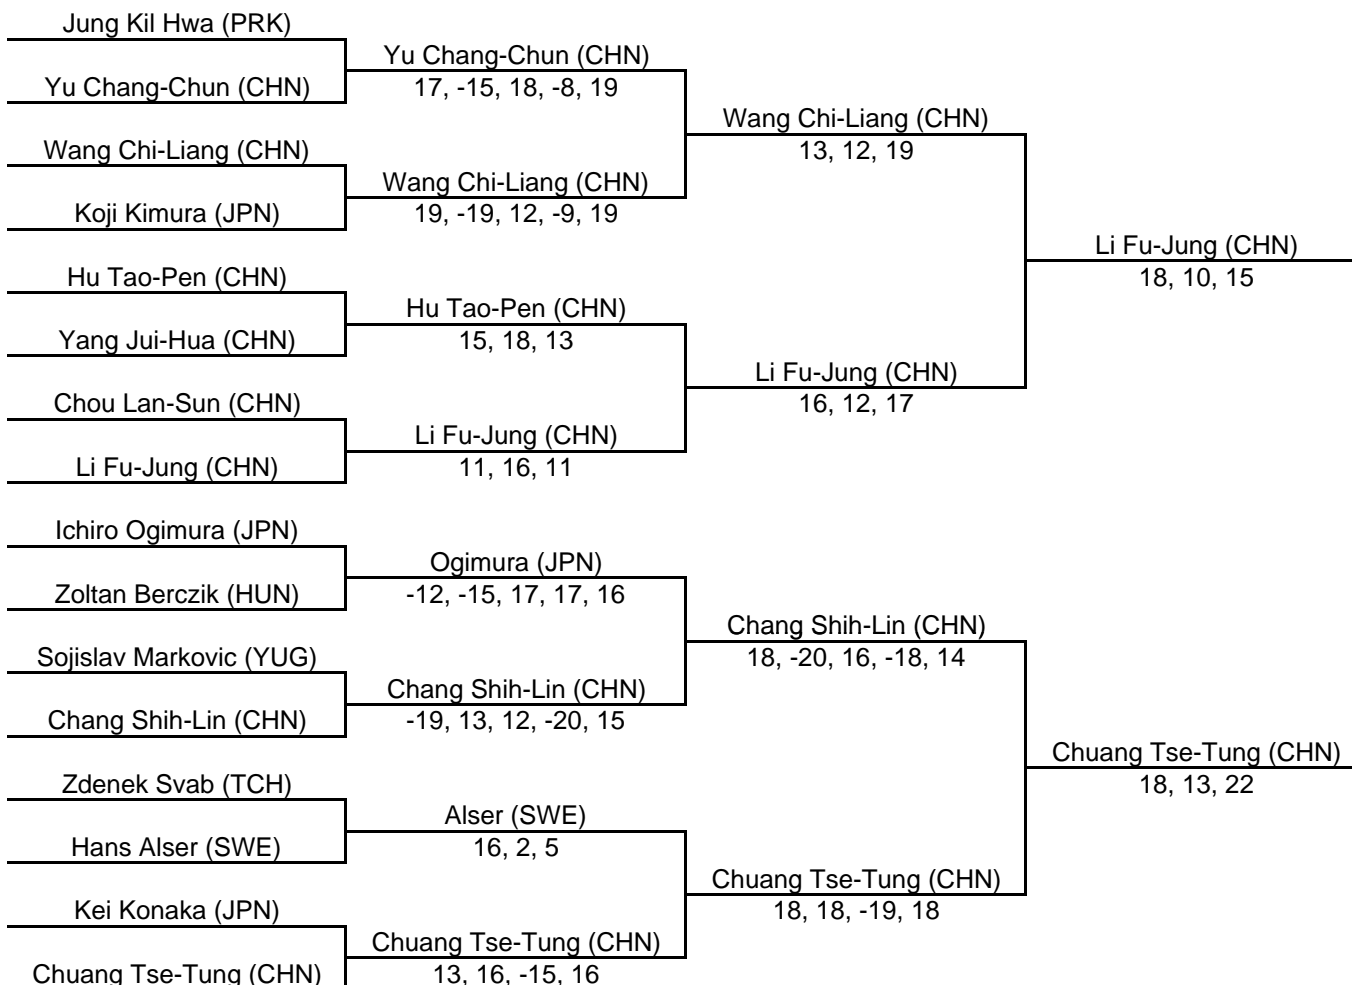 Jung Kil Hwa (PRK)
Yu Chang-Chun (CHN)
Yu Chang-Chun (CHN)
17, -15, 18, -8, 19
Wang Chi-Liang (CHN)
13, 12, 19
Wang Chi-Liang (CHN)
Wang Chi-Liang (CHN)
19, -19, 12, -9, 19
Koji Kimura (JPN)
Li Fu-Jung (CHN)
18, 10, 15
Hu Tao-Pen (CHN)
Hu Tao-Pen (CHN)
15, 18, 13
Yang Jui-Hua (CHN)
Li Fu-Jung (CHN)
16, 12, 17
Chou Lan-Sun (CHN)
Li Fu-Jung (CHN)
11, 16, 11
Li Fu-Jung (CHN)
Ichiro Ogimura (JPN)
Ogimura (JPN)
-12, -15, 17, 17, 16
Zoltan Berczik (HUN)
Chang Shih-Lin (CHN)
18, -20, 16, -18, 14
Sojislav Markovic (YUG)
Chang Shih-Lin (CHN)
-19, 13, 12, -20, 15
Chang Shih-Lin (CHN)
Chuang Tse-Tung (CHN)
18, 13, 22
Zdenek Svab (TCH)
Alser (SWE)
16, 2, 5
Hans Alser (SWE)
Chuang Tse-Tung (CHN)
18, 18, -19, 18
Kei Konaka (JPN)
Chuang Tse-Tung (CHN)
13, 16, -15, 16
Chuang Tse-Tung (CHN)